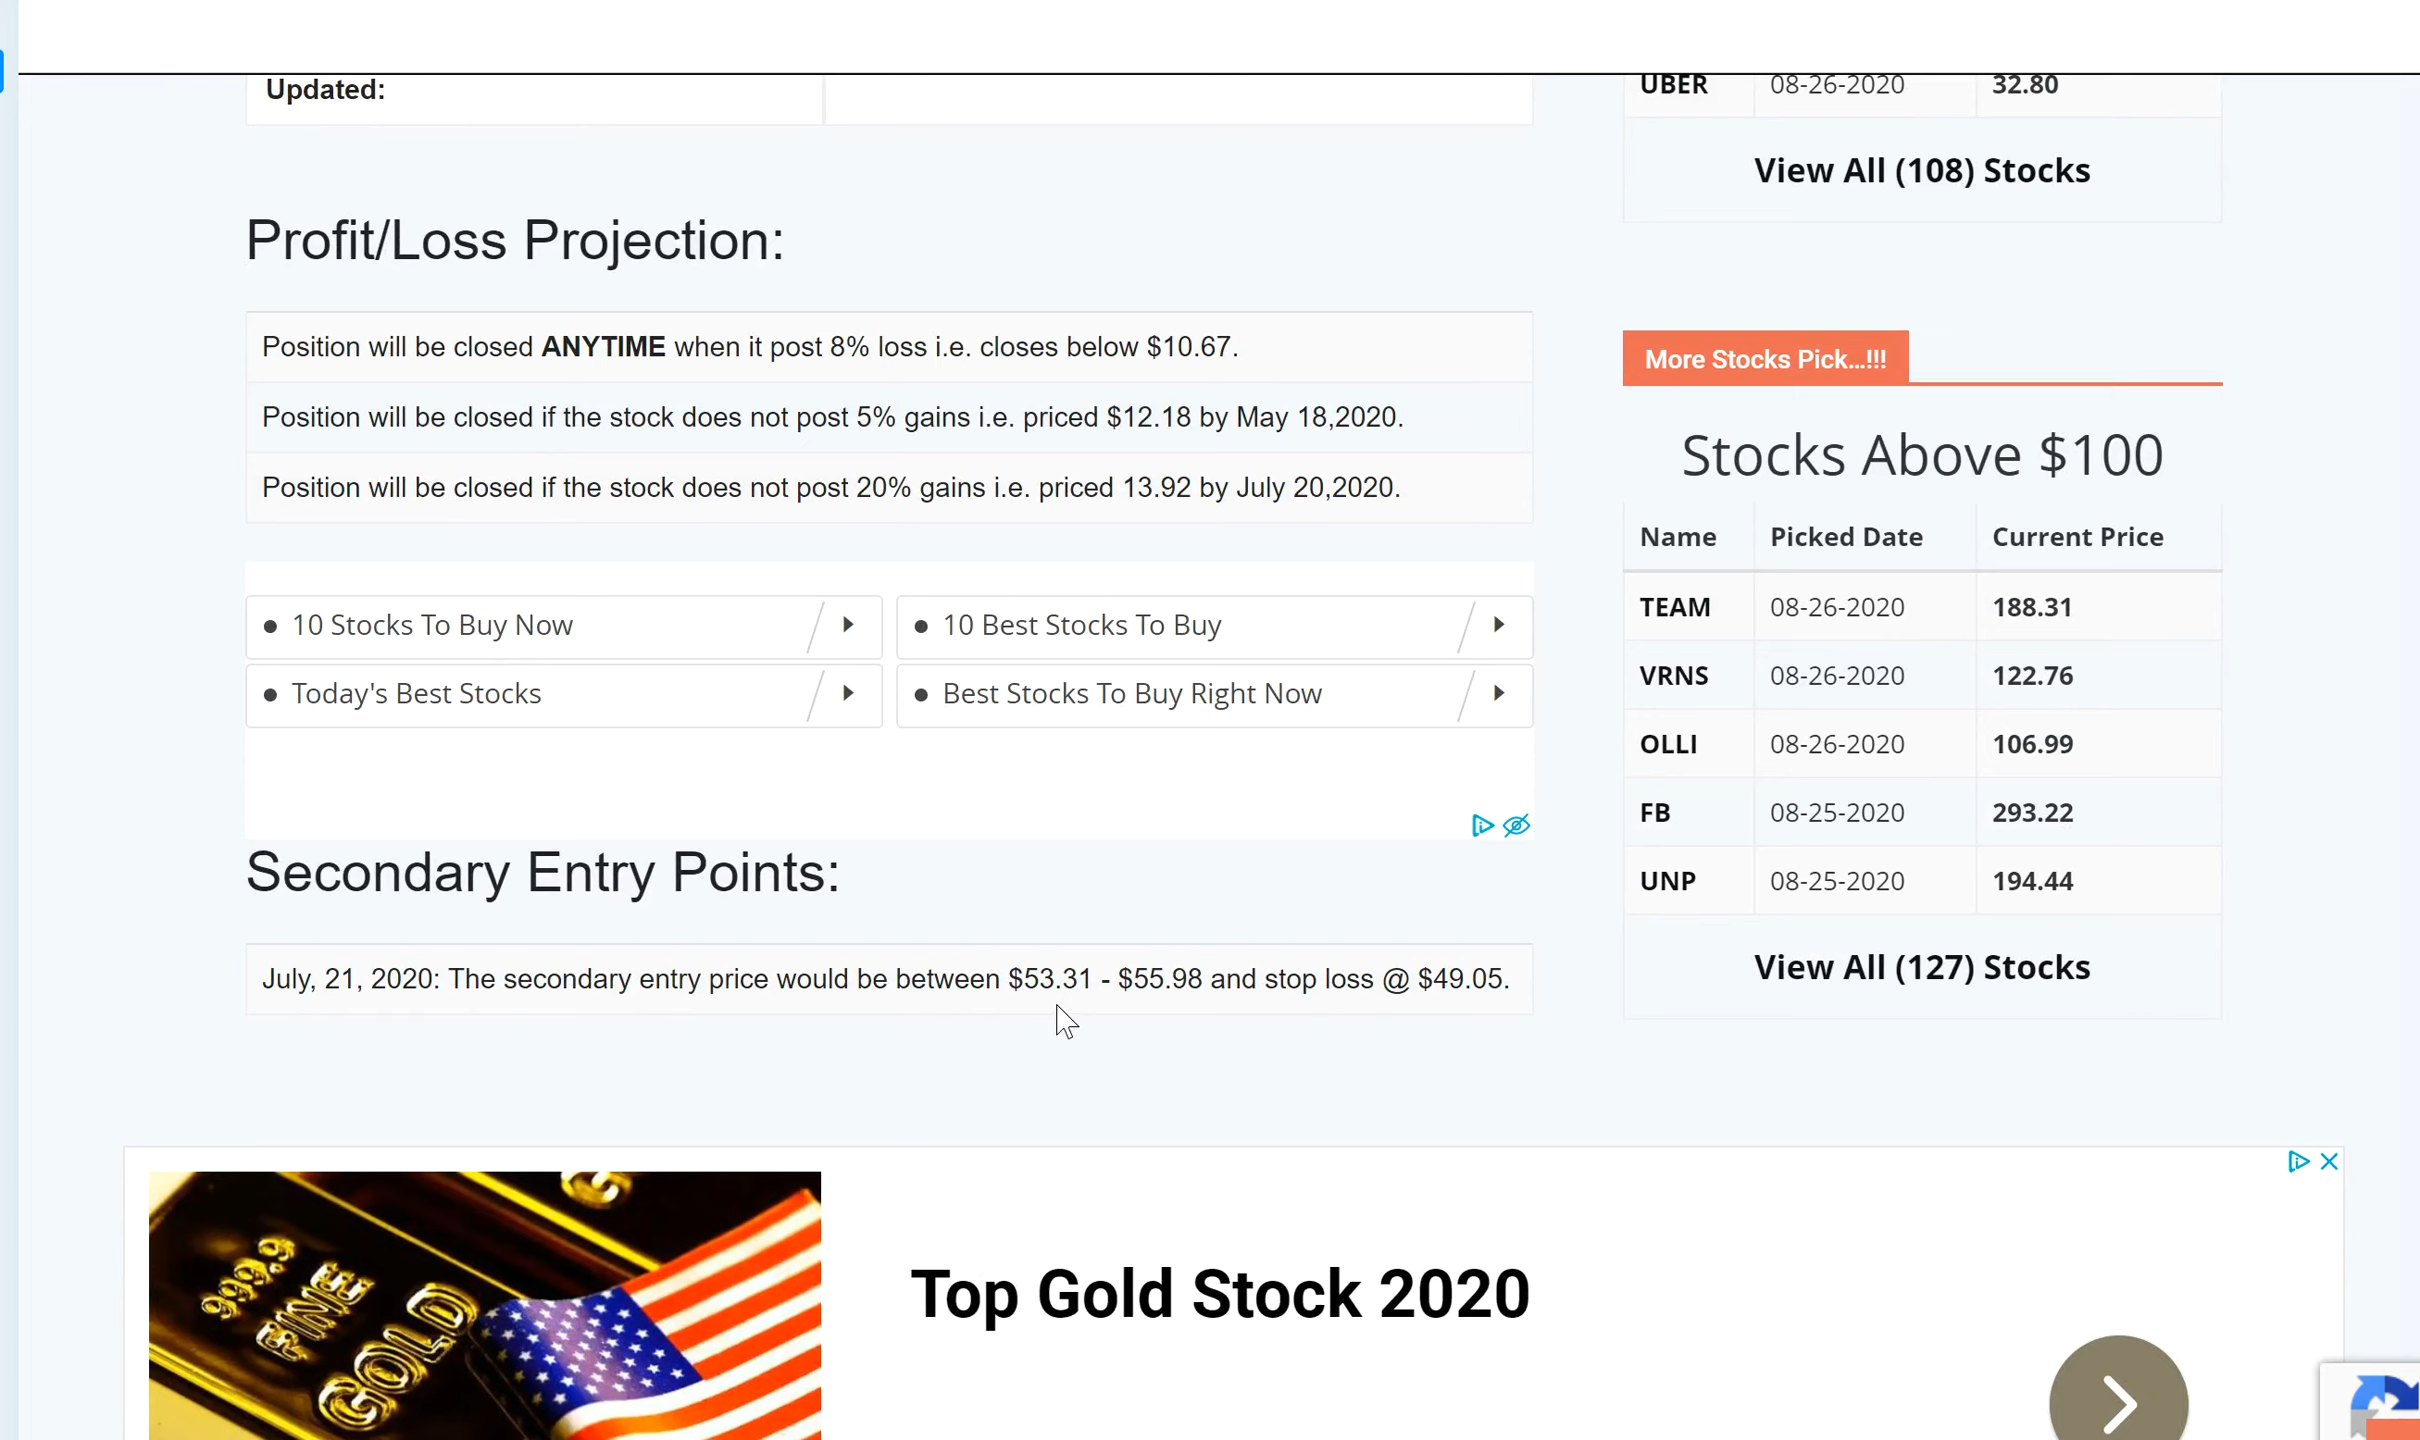 Updated:
UBER 08-26-2020 32.80
View All (108) Stocks
Profit/Loss Projection:
Position will be closed ANYTIME when it post 8% loss i.e. closes below $10.67.
Position will be closed if the stock does not post 5% gains i.e. priced $12.18 by May 18,2020.
Position will be closed if the stock does not post 20% gains i.e. priced 13.92 by July 20,2020.
More Stocks Pick...!!!
Stocks Above $100
Name Picked Date Current Price
TEAM 08-26-2020 188.31
VRNS 08-26-2020 122.76
OLLI 08-26-2020 106.99
FB 08-25-2020 293.22
UNP 08-25-2020 194.44
View All (127) Stocks
10 Stocks To Buy Now
10 Best Stocks To Buy
Today's Best Stocks
Best Stocks To Buy Right Now
Secondary Entry Points:
July, 21, 2020: The secondary entry price would be between $53.31 - $55.98 and stop loss @ $49.05.
999.9
FINE
GOLD
Top Gold Stock 2020